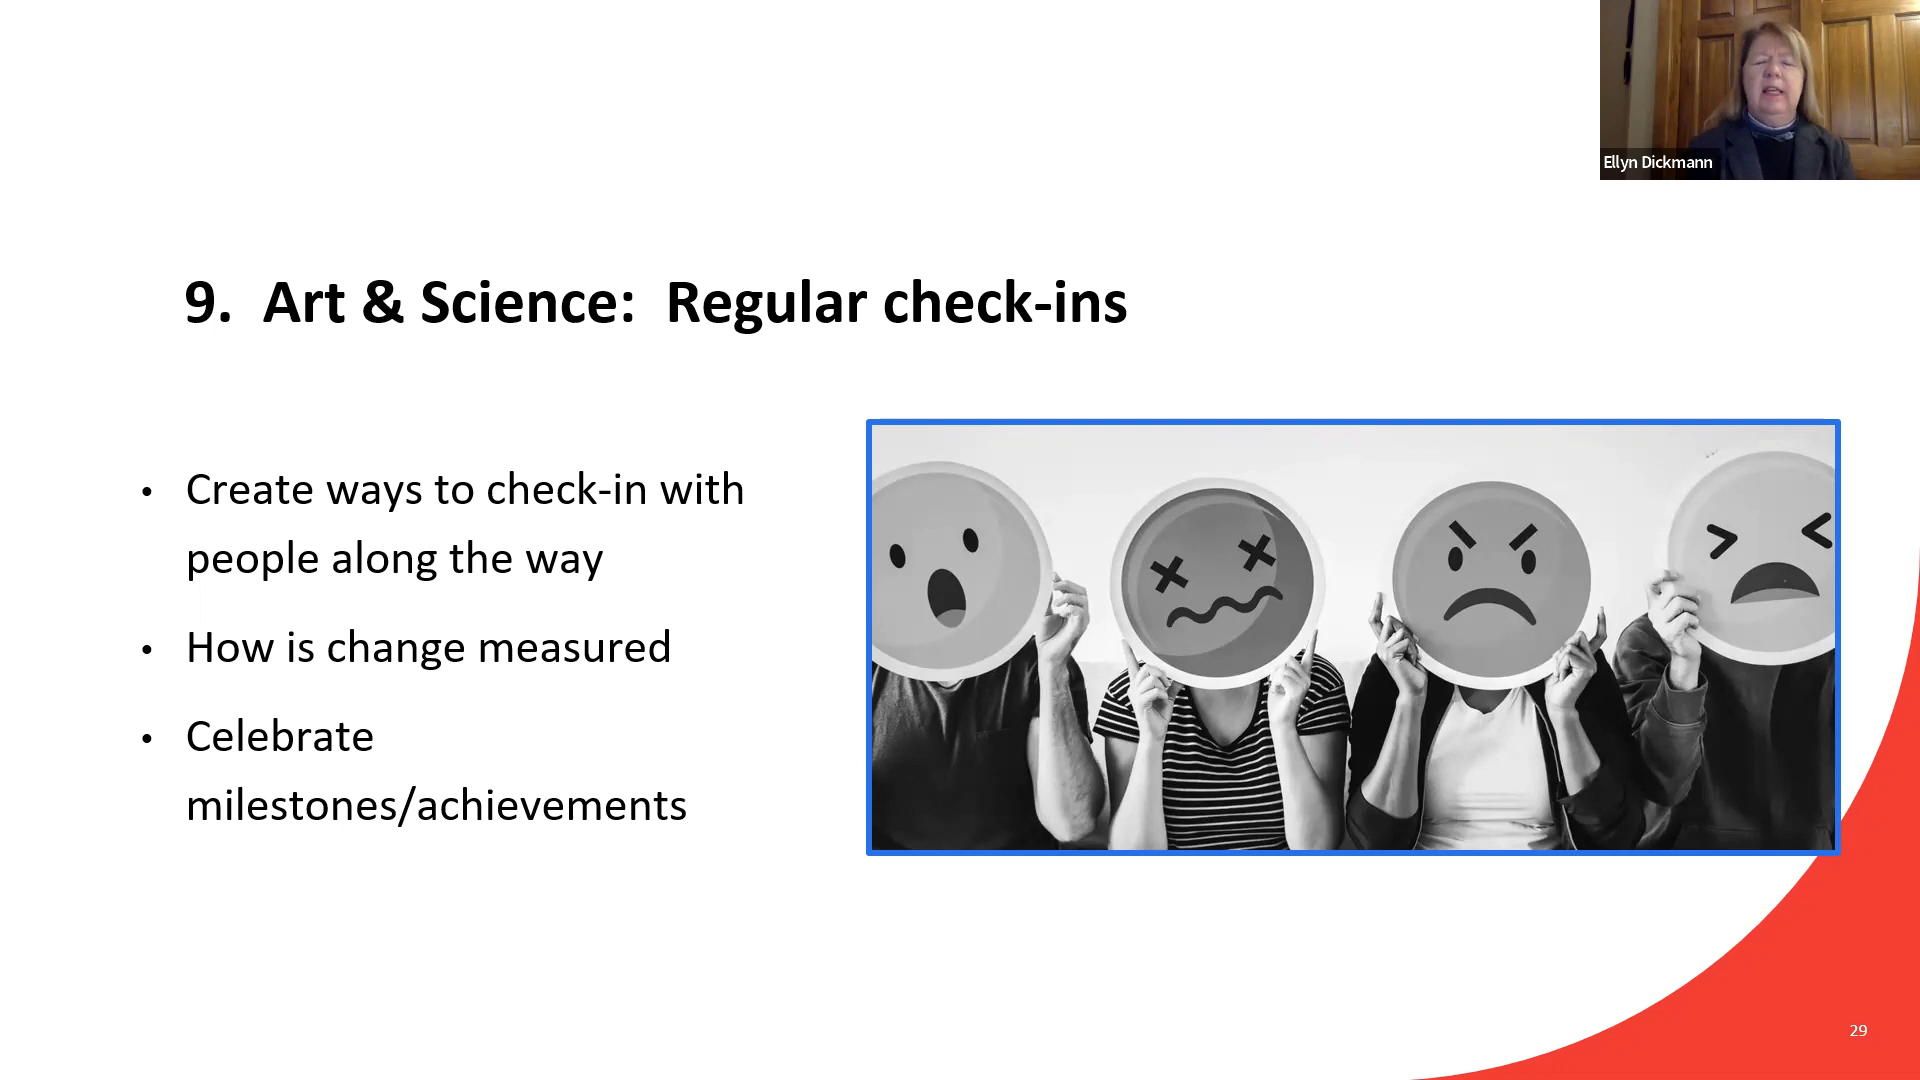 Ellyn Dickmann
9. Art & Science: Regular check-ins
• Create ways to check-in with
people along the way
• How is change measured
• Celebrate
milestones/achievements
29